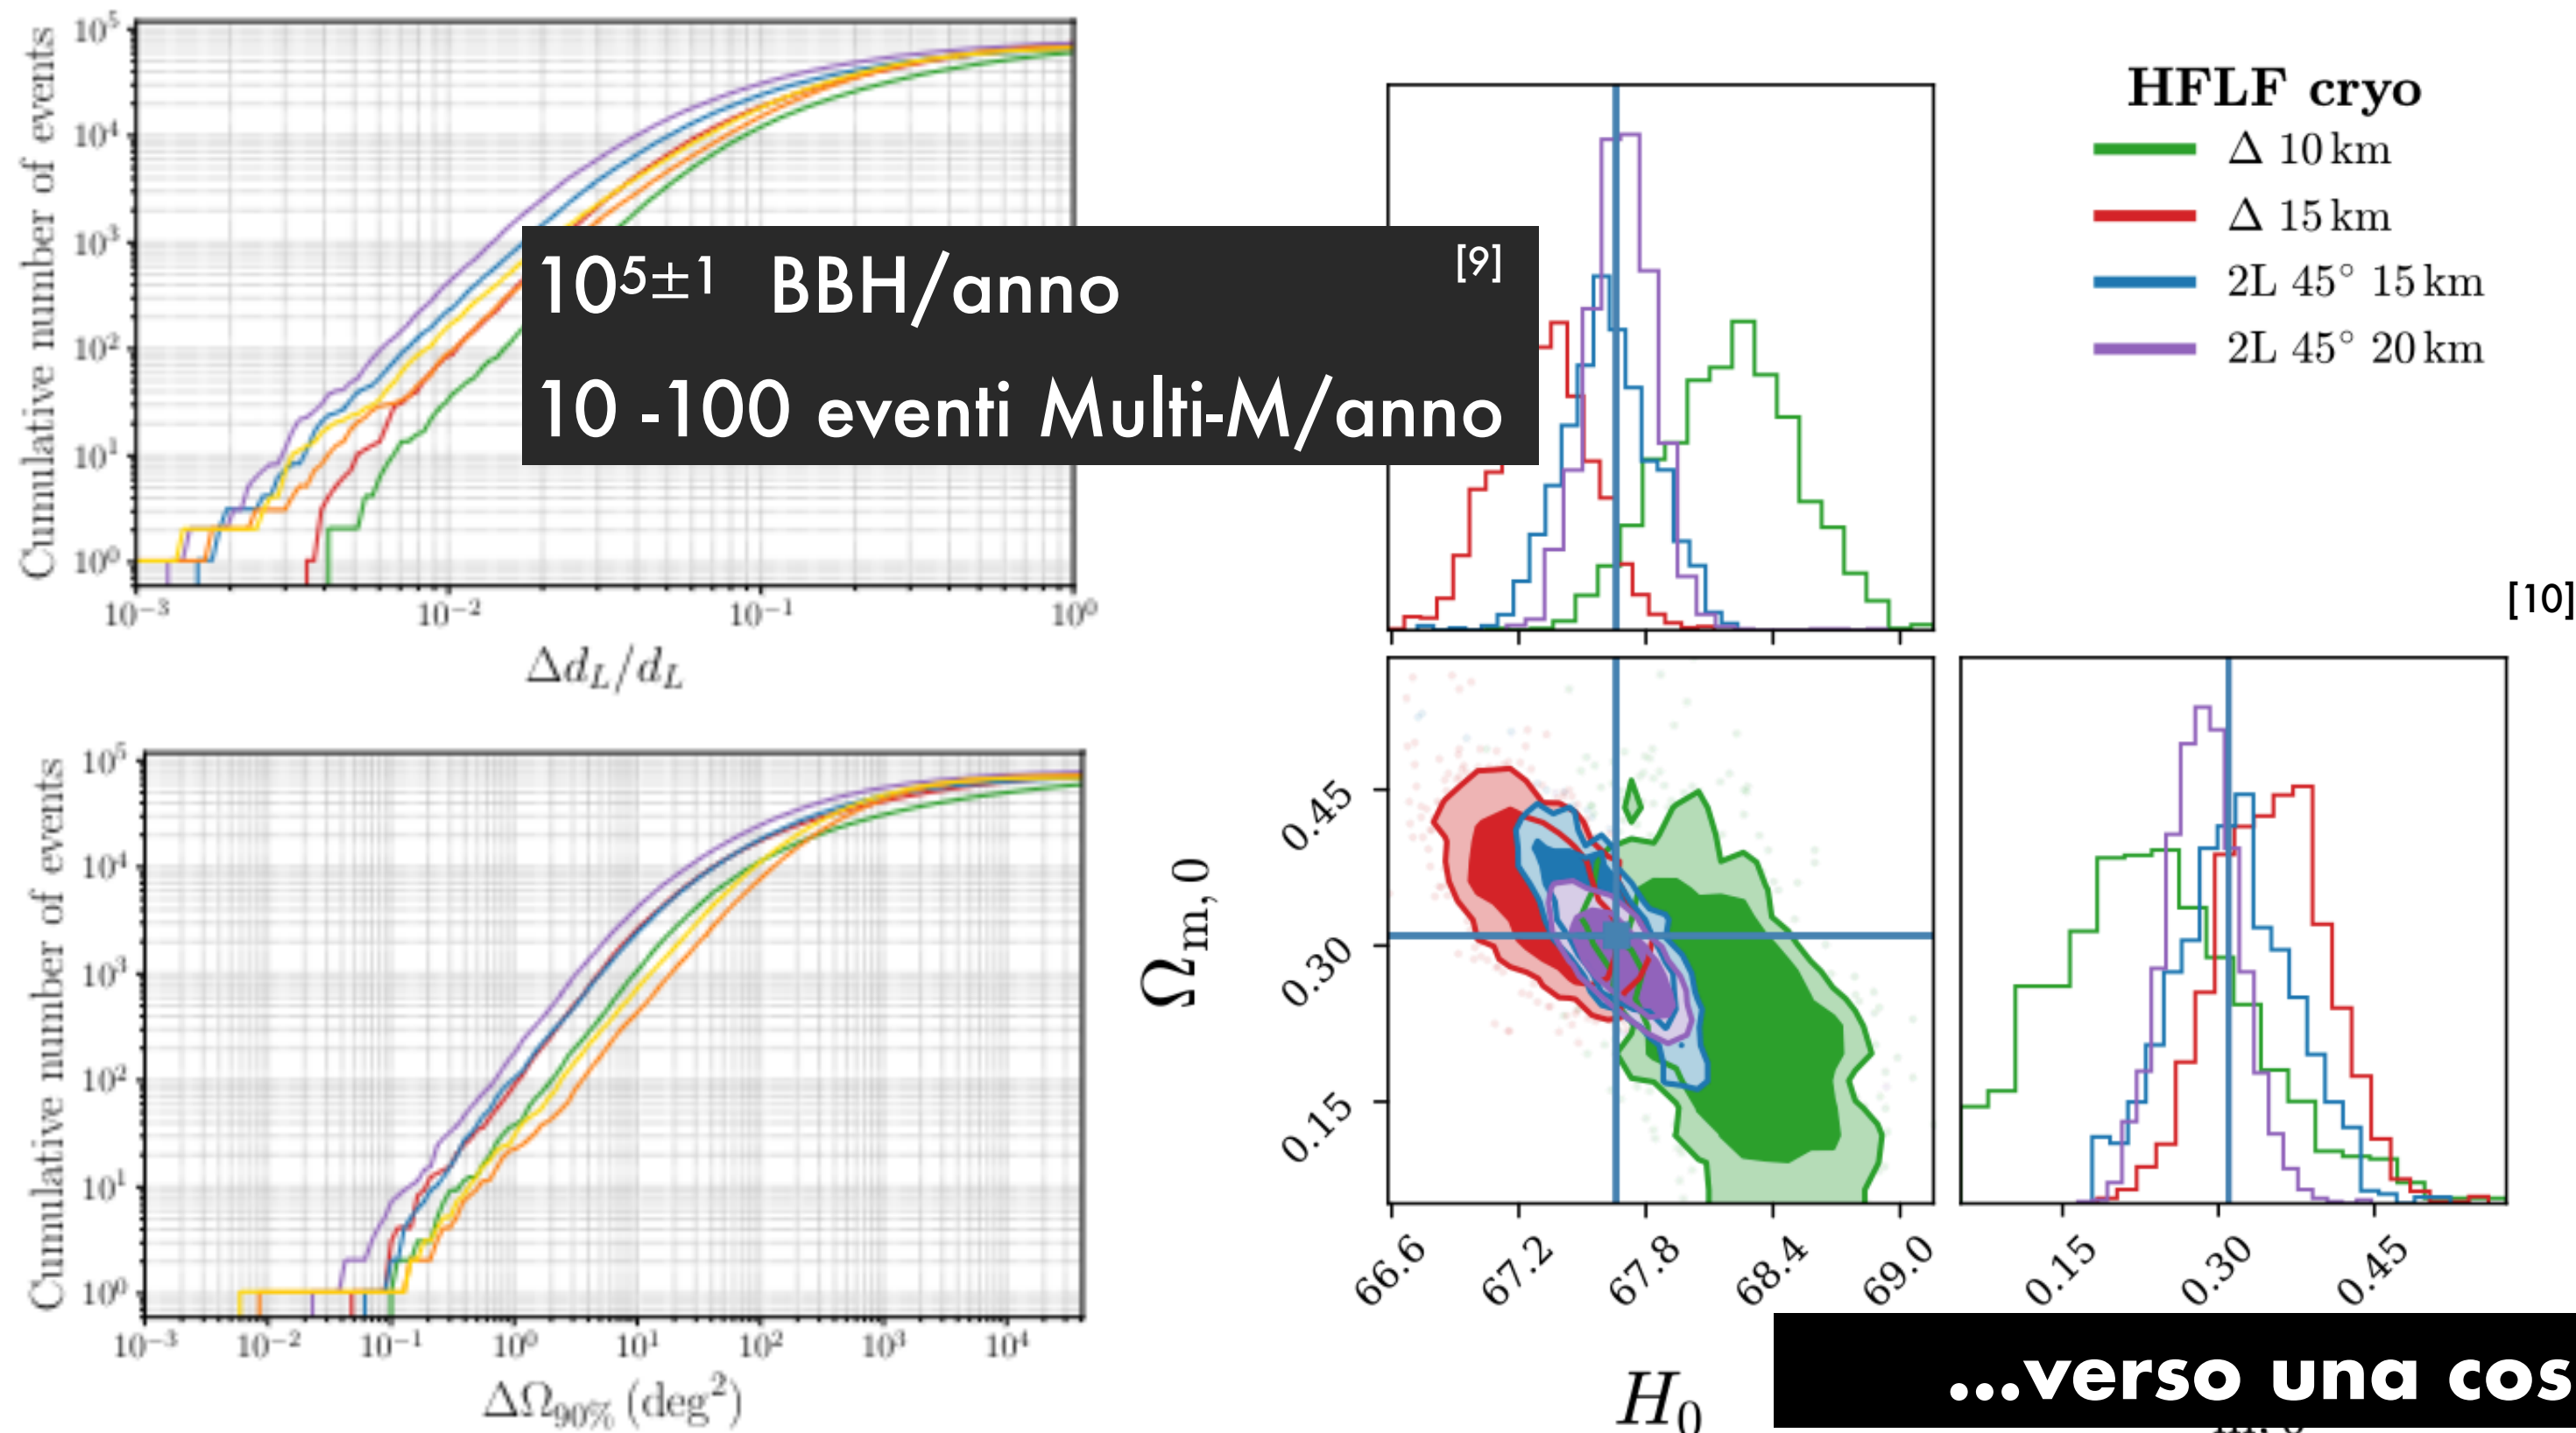 Cumulative number of events
10⁵
10⁴
10³
10²
10¹
10⁰
10⁻³ 10⁻² 10⁻¹ 10⁰
Δd_L/d_L
10⁵±¹ BBH/anno [9]
10 -100 eventi Multi-M/anno
HFLF cryo
Δ 10 km
Δ 15 km
2L 45° 15 km
2L 45° 20 km
[10]
Cumulative number of events
10⁵
10⁴
10³
10²
10¹
10⁰
10⁻³ 10⁻² 10⁻¹ 10⁰ 10¹ 10² 10³ 10⁴
ΔΩ₉₀% (deg²)
Ωm, 0
0.45
0.30
0.15
66.6 67.2 67.8 68.4 69.0
0.15 0.30 0.45
H₀
...verso una cos